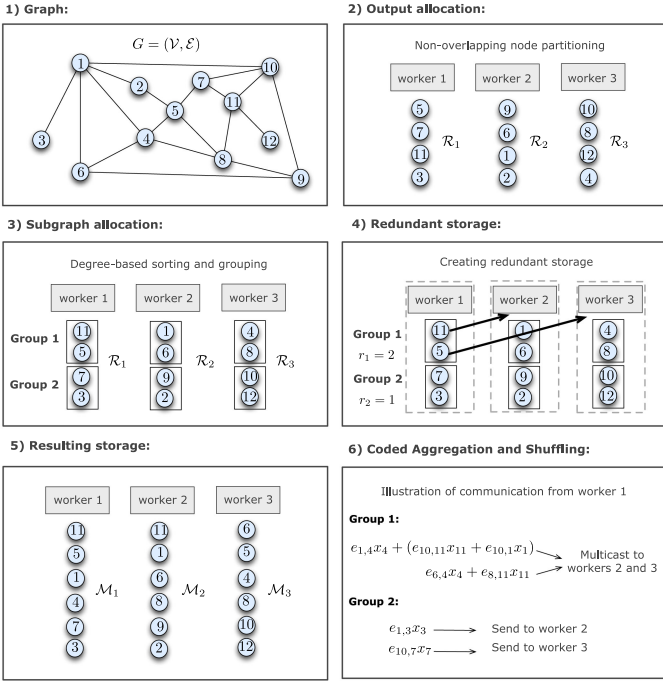 1) Graph:
G = (𝒱, ℰ)
1
10
2
7
5
11
3
4
12
8
6
9
2) Output allocation:
Non-overlapping node partitioning
worker 1 worker 2 worker 3
5 9 10
7 6 8
ℛ₁ ℛ₂ ℛ₃
11 1 12
3 2 4
3) Subgraph allocation:
Degree-based sorting and grouping
worker 1 worker 2 worker 3
Group 1
11 1 4
5 6 8
ℛ₁ ℛ₂ ℛ₃
Group 2
7 9 10
3 2 12
4) Redundant storage:
Creating redundant storage
worker 1 worker 2 worker 3
Group 1
11 1 4
r₁ = 2
5 6 8
Group 2
7 9 10
r₂ = 1
3 2 12
5) Resulting storage:
worker 1 worker 2 worker 3
11 11 6
5 1 5
1 6 4
ℳ₁ ℳ₂ ℳ₃
4 8 8
7 9 10
3 2 12
6) Coded Aggregation and Shuffling:
Illustration of communication from worker 1
Group 1:
e₁,₄x₄ + (e₁₀,₁₁x₁₁ + e₁₀,₁x₁)
e₆,₄x₄ + e₈,₁₁x₁₁
Multicast to
workers 2 and 3
Group 2:
e₁,₃x₃ Send to worker 2
e₁₀,₇x₇ Send to worker 3